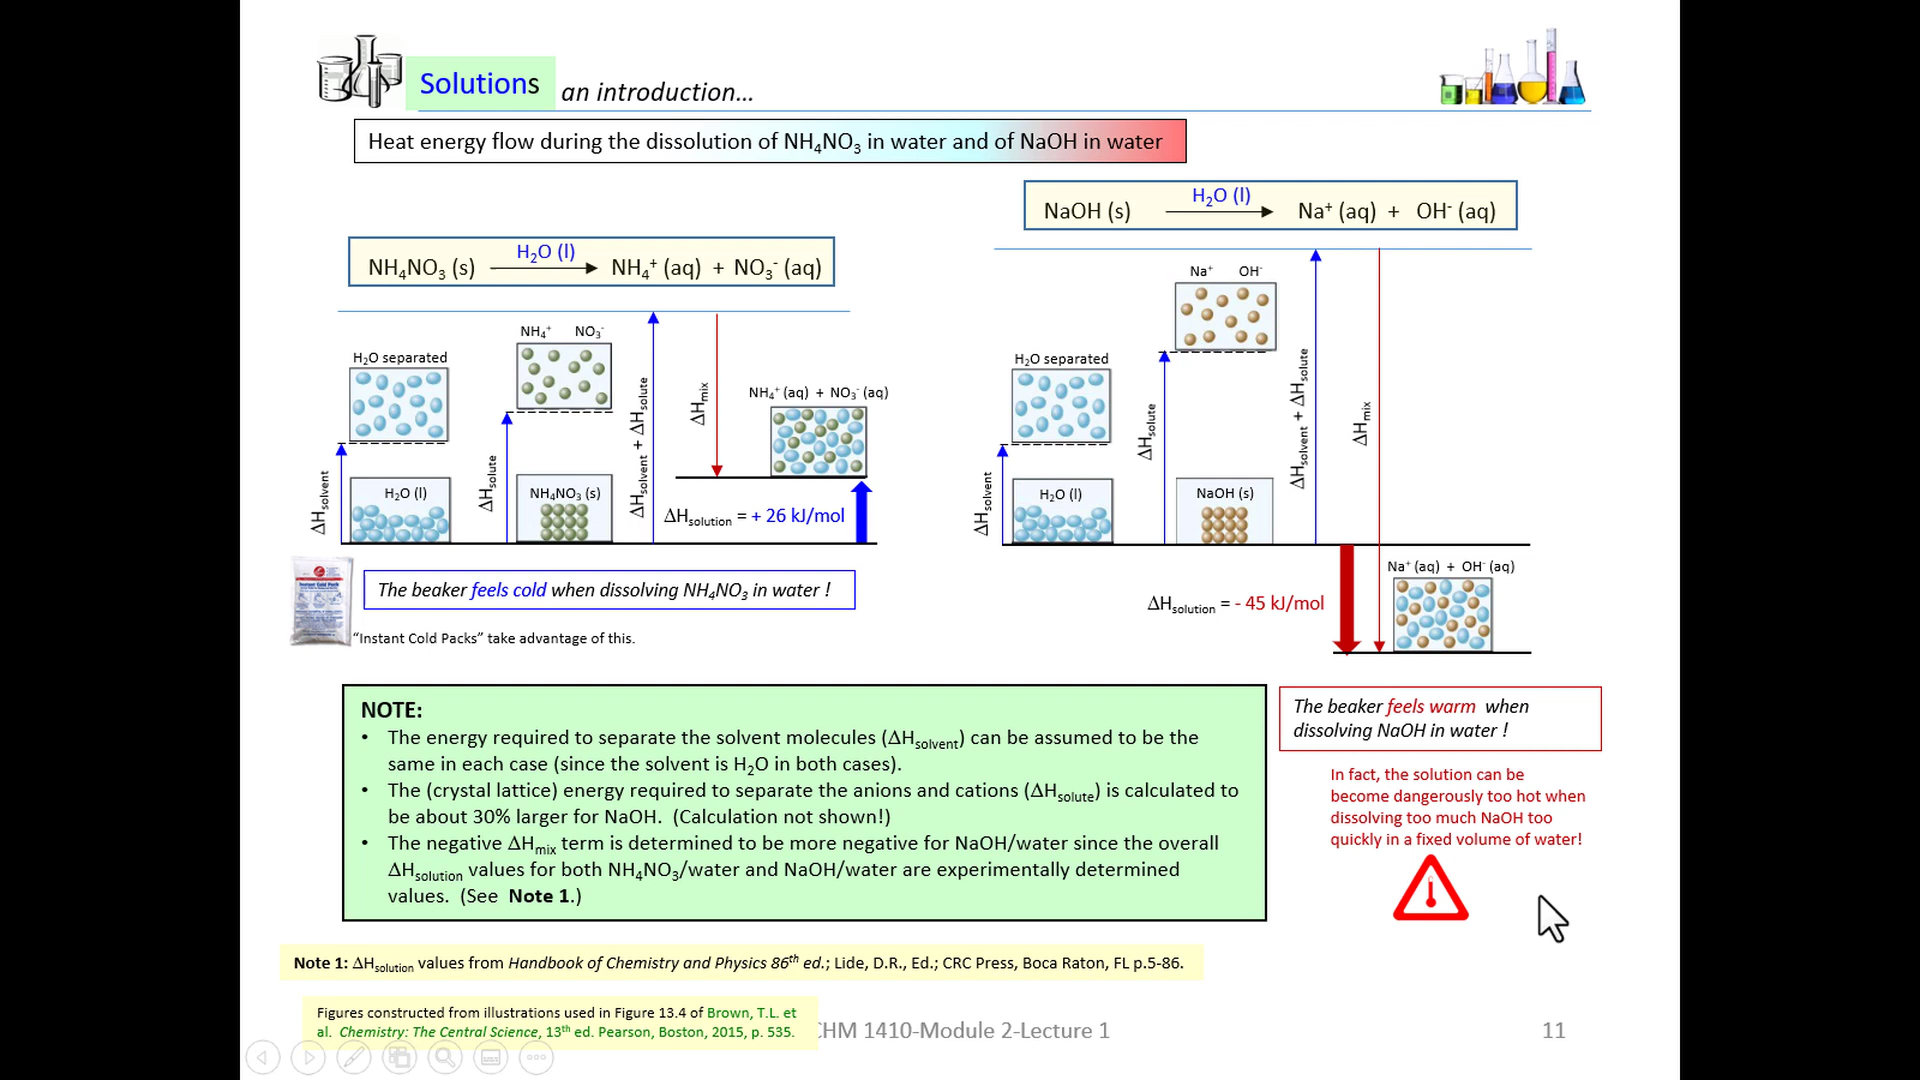 Solutions an introduction...
Heat energy flow during the dissolution of NH₄NO₃ in water and of NaOH in water
NH₄NO₃ (s) H₂O (l) NH₄⁺ (aq) + NO₃⁻ (aq)
H₂O separated
NH₄⁺ NO₃⁻
ΔHsolvent
H₂O (l)
ΔHsolute
NH₄NO₃ (s)
ΔHsolvent + ΔHsolute
ΔHmix
NH₄⁺ (aq) + NO₃⁻ (aq)
ΔHsolution = + 26 kJ/mol
The beaker feels cold when dissolving NH₄NO₃ in water !
Instant Cold Pack
“Instant Cold Packs” take advantage of this.
NaOH (s) H₂O (l) Na⁺ (aq) + OH⁻ (aq)
H₂O separated
Na⁺ OH⁻
ΔHsolvent
H₂O (l)
ΔHsolute
NaOH (s)
ΔHsolvent + ΔHsolute
ΔHmix
Na⁺ (aq) + OH⁻ (aq)
ΔHsolution = - 45 kJ/mol
The beaker feels warm when
dissolving NaOH in water !
In fact, the solution can be
become dangerously too hot when
dissolving too much NaOH too
quickly in a fixed volume of water!
NOTE:
• The energy required to separate the solvent molecules (ΔHsolvent) can be assumed to be the
same in each case (since the solvent is H₂O in both cases).
• The (crystal lattice) energy required to separate the anions and cations (ΔHsolute) is calculated to
be about 30% larger for NaOH. (Calculation not shown!)
• The negative ΔHmix term is determined to be more negative for NaOH/water since the overall
ΔHsolution values for both NH₄NO₃/water and NaOH/water are experimentally determined
values. (See Note 1.)
Note 1: ΔHsolution values from Handbook of Chemistry and Physics 86th ed.; Lide, D.R., Ed.; CRC Press, Boca Raton, FL p.5-86.
Figures constructed from illustrations used in Figure 13.4 of Brown, T.L. et
al. Chemistry: The Central Science, 13th ed. Pearson, Boston, 2015, p. 535.
CHM 1410-Module 2-Lecture 1
11